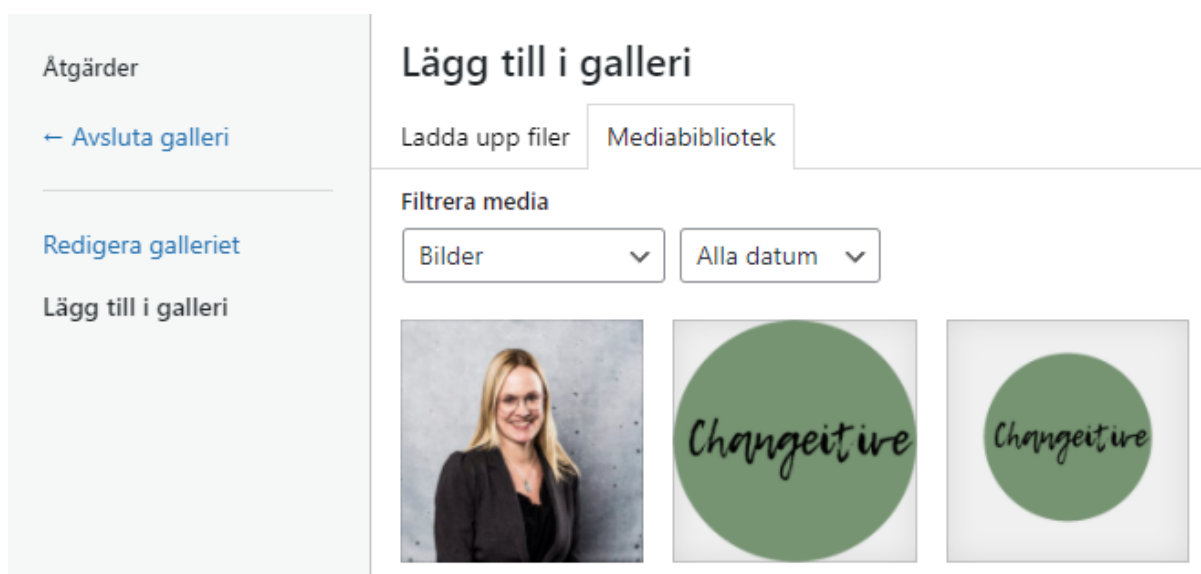 Åtgärder
← Avsluta galleri
Redigera galleriet
Lägg till i galleri
Lägg till i galleri
Ladda upp filer
Mediabibliotek
Filtrera media
Bilder
Alla datum
Changeitive
Changeitive